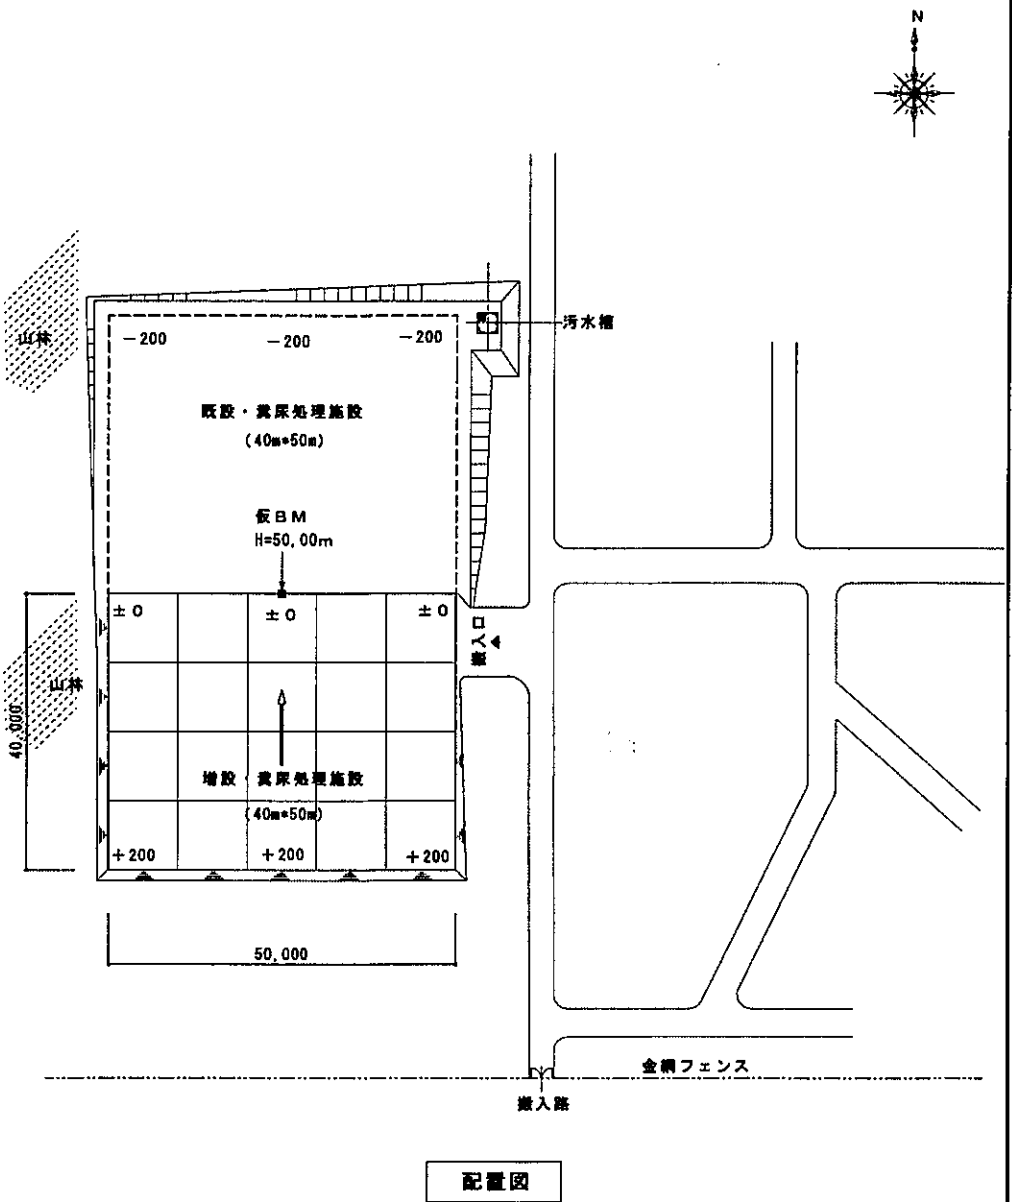 N
山林
汚水槽
-200
-200
-200
既設・糞尿処理施設
(40m*50m)
仮BM
H=50,00m
±0
±0
±0
搬入口
山林
40,000
増設・糞尿処理施設
(40m*50m)
+200
+200
+200
50,000
金網フェンス
搬入路
配置図